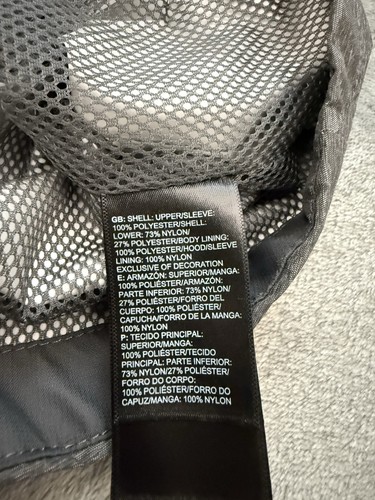 GB: SHELL: UPPER/SLEEVE:
100% POLYESTER/SHELL:
LOWER: 73% NYLON/
27% POLYESTER/BODY LINING:
100% POLYESTER/HOOD/SLEEVE
LINING: 100% NYLON
EXCLUSIVE OF DECORATION
E: ARMAZÓN: SUPERIOR/MANGA:
100% POLIÉSTER/ARMAZÓN:
PARTE INFERIOR: 73% NYLON/
27% POLIÉSTER/FORRO DEL
CUERPO: 100% POLIÉSTER/
CAPUCHA/FORRO DE LA MANGA:
100% NYLON
P: TECIDO PRINCIPAL:
SUPERIOR/MANGA:
100% POLIÉSTER/TECIDO
PRINCIPAL: PARTE INFERIOR:
73% NYLON/27% POLIÉSTER/
FORRO DO CORPO:
100% POLIÉSTER/FORRO DO
CAPUZ/MANGA: 100% NYLON